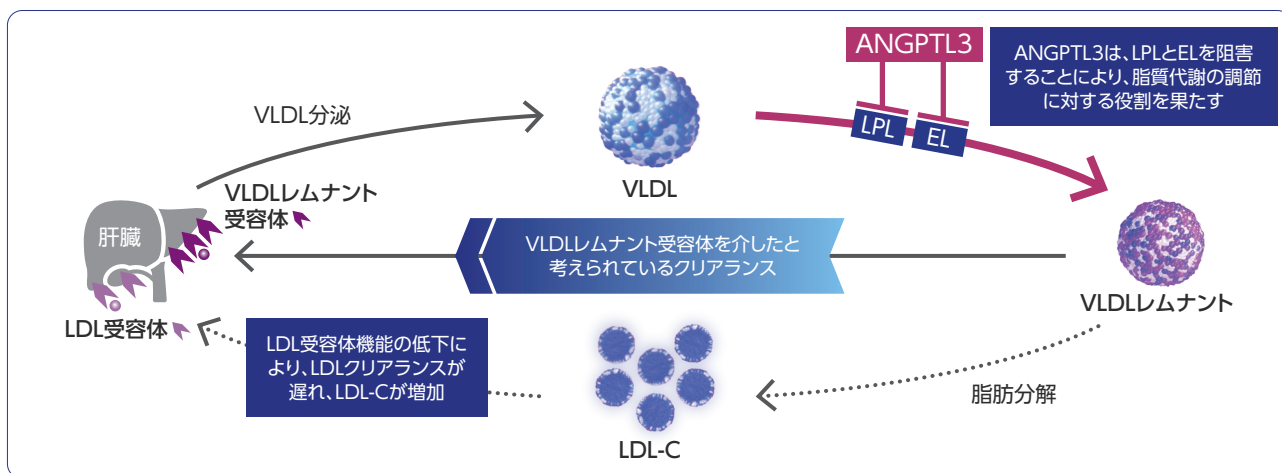 ANGPTL3
ANGPTL3は、LPLとELを阻害
することにより、脂質代謝の調節
に対する役割を果たす
LPL
EL
VLDL分泌
VLDL
VLDLレムナント
受容体
肝臓
VLDLレムナント受容体を介したと
考えられているクリアランス
VLDLレムナント
LDL受容体
LDL受容体機能の低下に
より、LDLクリアランスが
遅れ、LDL-Cが増加
脂肪分解
LDL-C